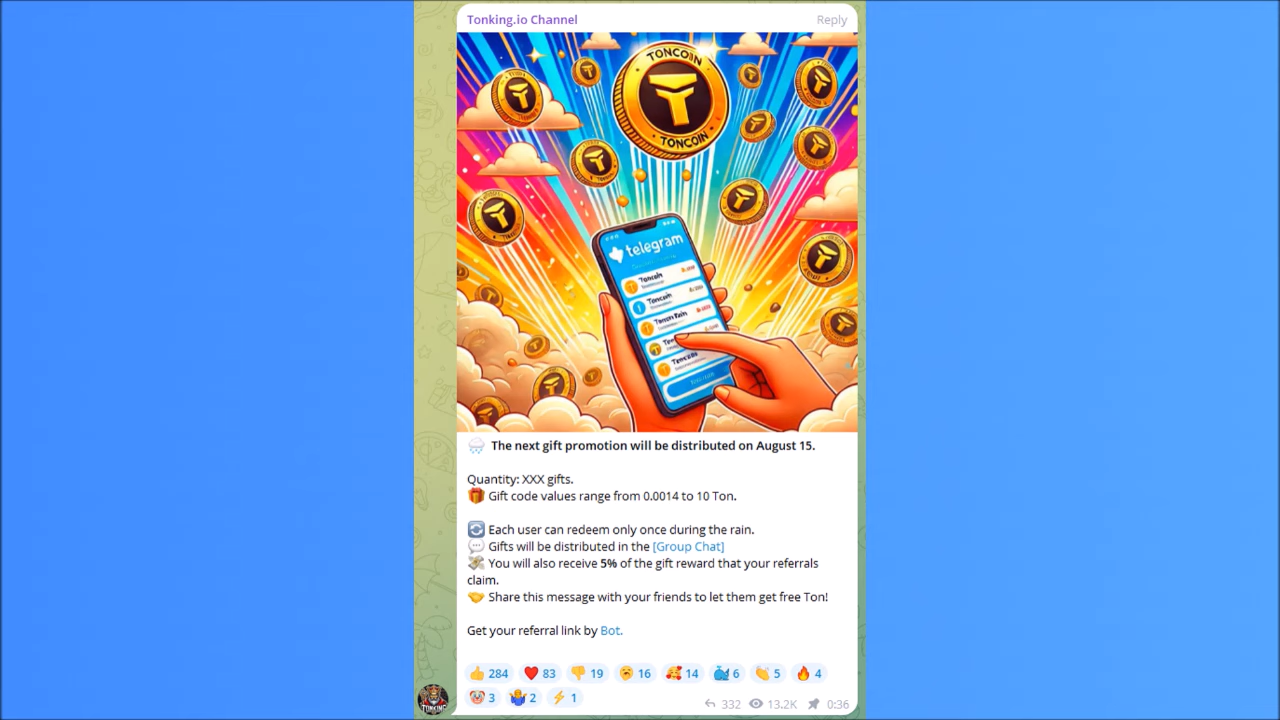 Tonking.io Channel
Reply
TONCOIN
TONCOIN
telegram
Toncoin
Toncoin
The next gift promotion will be distributed on August 15.
Quantity: XXX gifts.
Gift code values range from 0.0014 to 10 Ton.
Each user can redeem only once during the rain.
Gifts will be distributed in the [Group Chat]
You will also receive 5% of the gift reward that your referrals
claim.
Share this message with your friends to let them get free Ton!
Get your referral link by Bot.
284 83 19 16 14 6 5 4
3 2 1
332 13.2K 0:36
TONKING